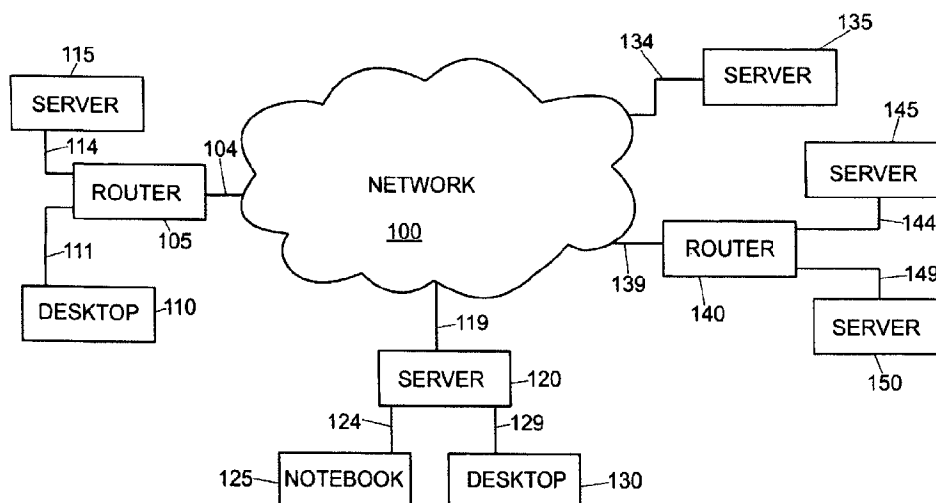 115
SERVER
114
ROUTER
105
104
111
DESKTOP
110
NETWORK
100
134
135
SERVER
145
SERVER
144
ROUTER
139
140
149
SERVER
150
119
SERVER
120
124
129
125
NOTEBOOK
DESKTOP
130